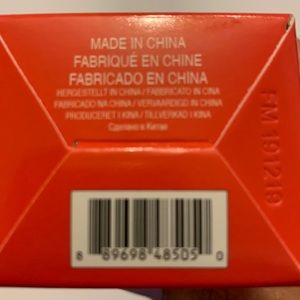 MADE IN CHINA
FABRIQUÉ EN CHINE
FABRICADO EN CHINA
HERGESTELLT IN CHINA / FABBRICATO IN CINA
FABRICADO NA CHINA / VERVAARDIGD IN CHINA
PRODUCERET I KINA / TILLVERKAD I KINA
Сделано в Китае
FM 191219
8 89698 48505 0